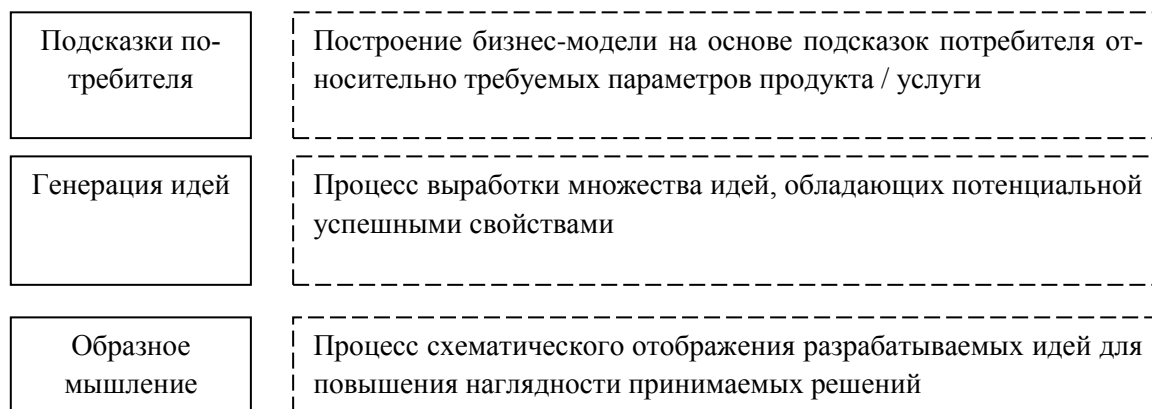 Подсказки по-
требителя
Построение бизнес-модели на основе подсказок потребителя от-
носительно требуемых параметров продукта / услуги
Генерация идей
Процесс выработки множества идей, обладающих потенциальной
успешными свойствами
Образное
мышление
Процесс схематического отображения разрабатываемых идей для
повышения наглядности принимаемых решений